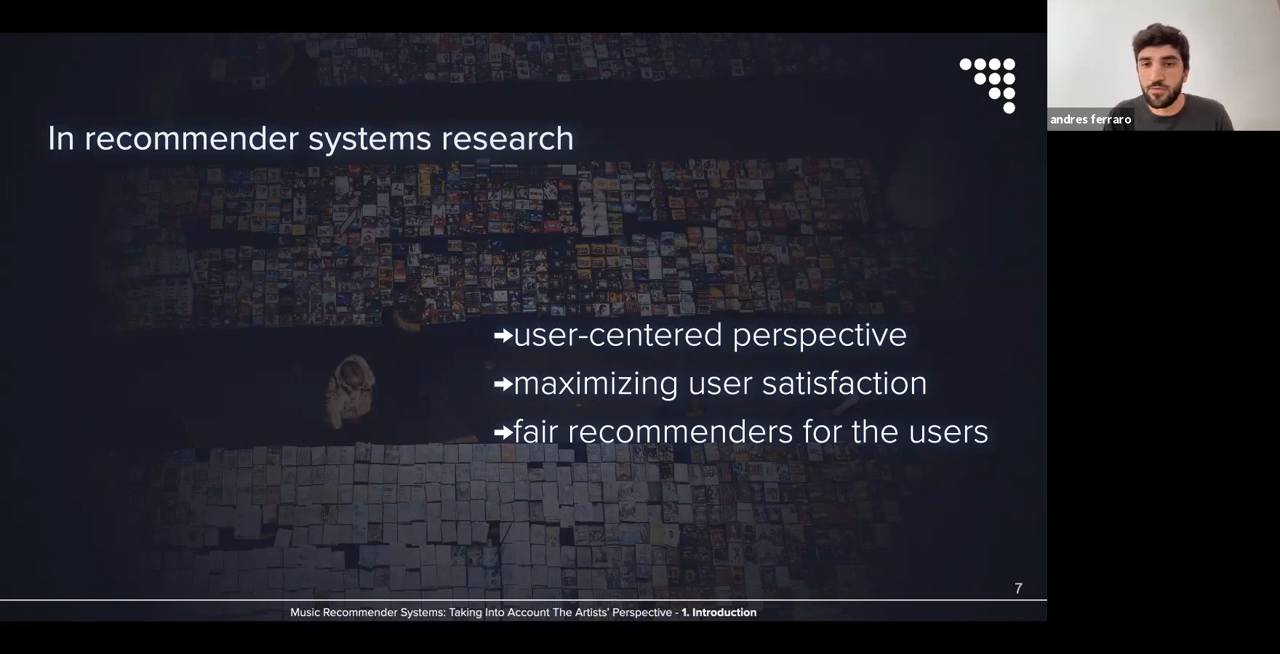 In recommender systems research
➔user-centered perspective
➔maximizing user satisfaction
➔fair recommenders for the users
7
Music Recommender Systems: Taking Into Account The Artists' Perspective - 1. Introduction
andres ferraro